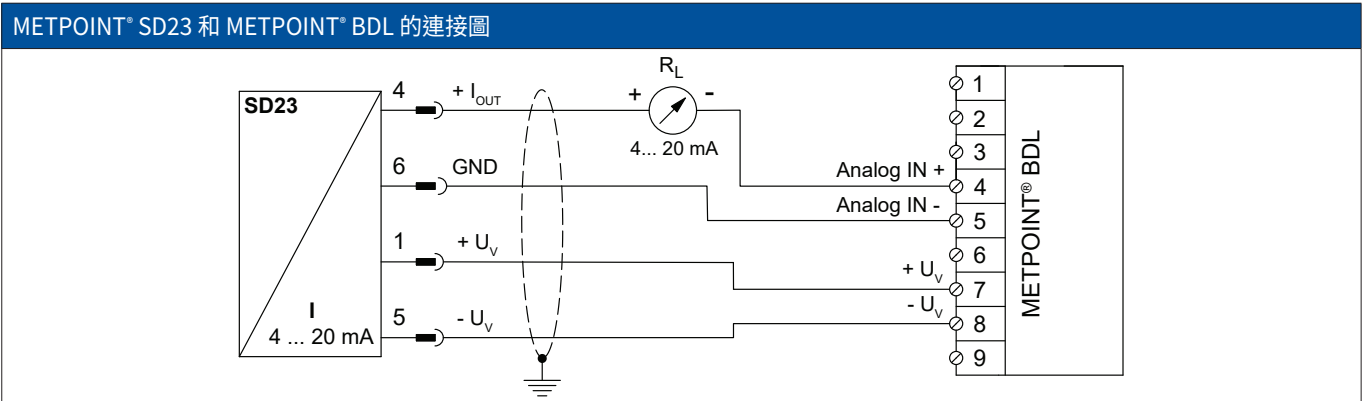 METPOINT® SD23 和 METPOINT® BDL 的連接圖
SD23
I
4 ... 20 mA
4
+ I_OUT
6
GND
1
+ U_V
5
- U_V
R_L
+
-
4... 20 mA
Analog IN +
Analog IN -
+ U_V
- U_V
1
2
3
4
5
6
7
8
9
METPOINT® BDL